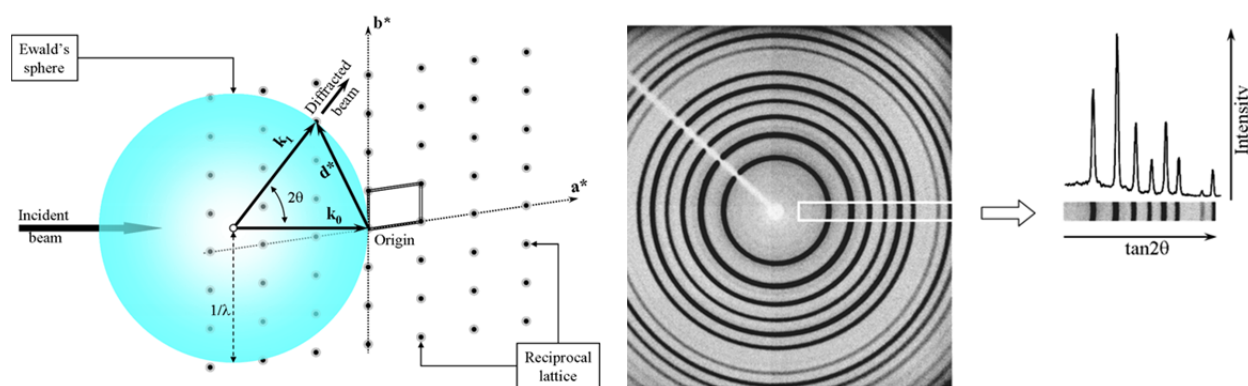 Ewald's
sphere
b*
Diffracted
beam
k₁
d*
2θ
a*
Incident
beam
k₀
Origin
1/λ
Reciprocal
lattice
Intensity
tan2θ